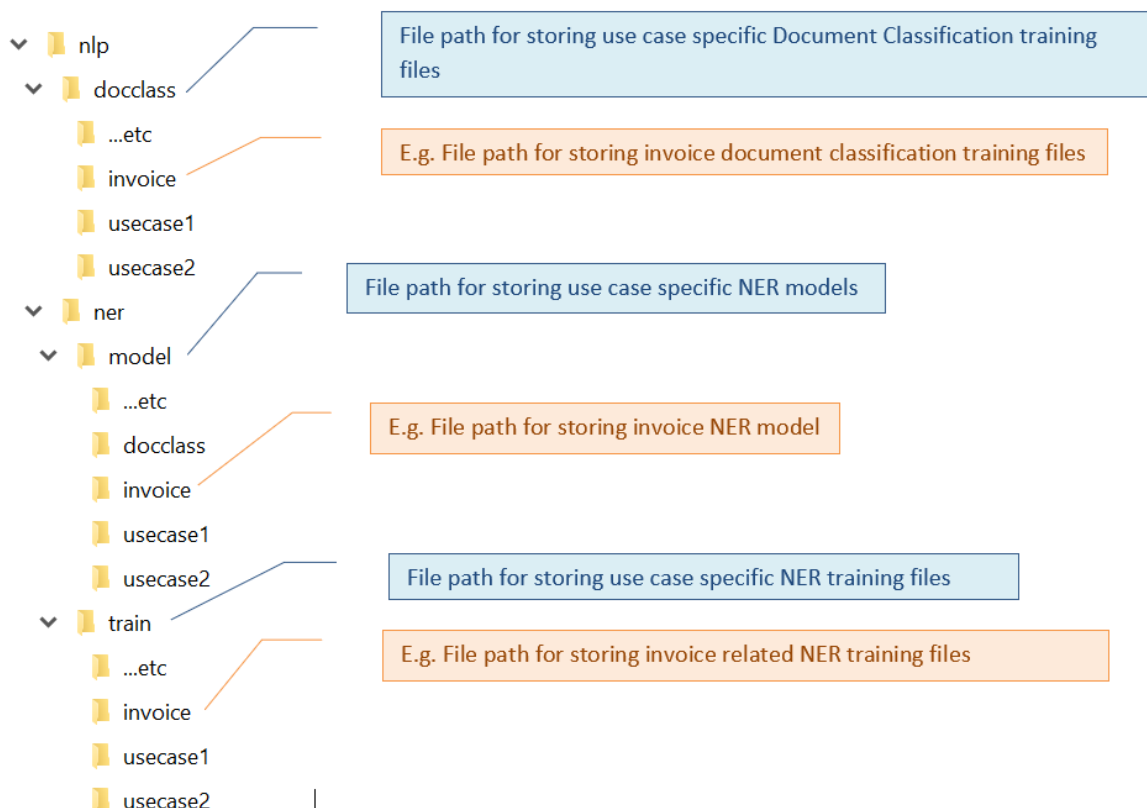 nlp
File path for storing use case specific Document Classification training
files
docclass
...etc
E.g. File path for storing invoice document classification training files
invoice
usecase1
usecase2
File path for storing use case specific NER models
ner
model
...etc
E.g. File path for storing invoice NER model
docclass
invoice
usecase1
File path for storing use case specific NER training files
usecase2
train
E.g. File path for storing invoice related NER training files
...etc
invoice
usecase1
usecase2